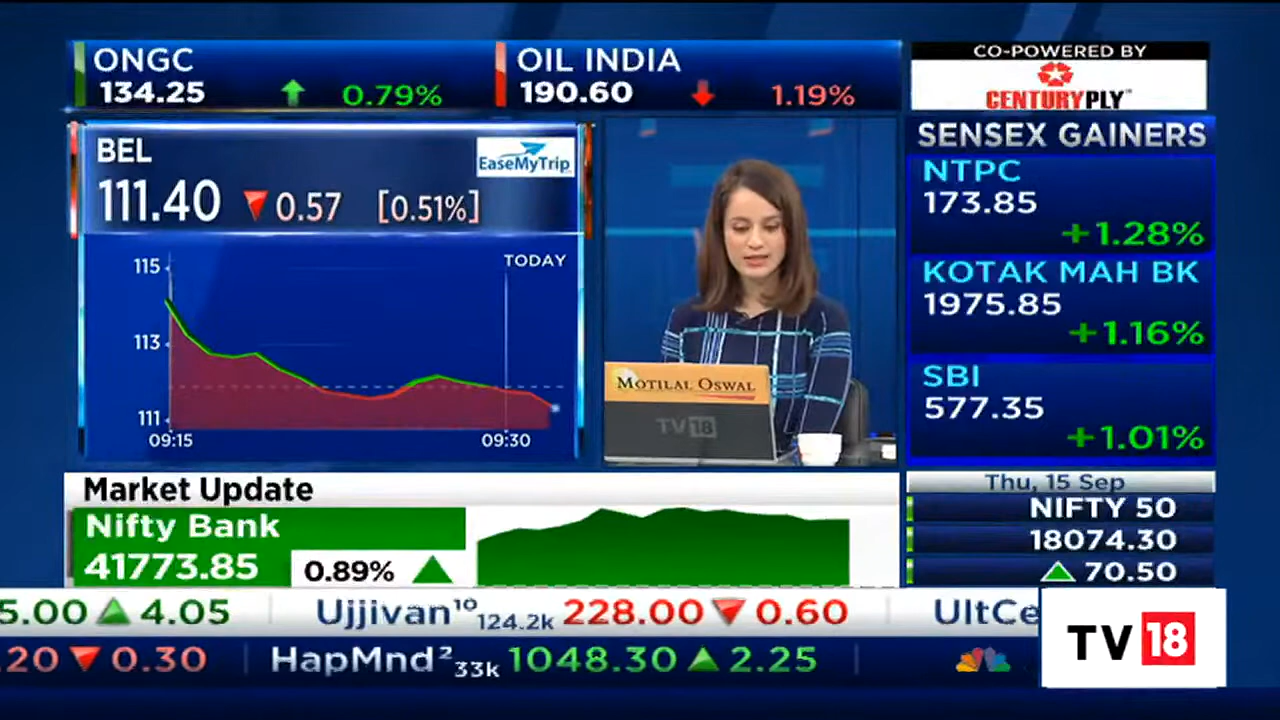 ONGC
134.25 0.79%
OIL INDIA
190.60 1.19%
CO-POWERED BY
CENTURYPLY
BEL
EaseMyTrip
111.40 0.57 [0.51%]
TODAY
115
113
111
09:15 09:30
MOTILAL OSWAL
TV18
SENSEX GAINERS
NTPC
173.85
+1.28%
KOTAK MAH BK
1975.85
+1.16%
SBI
577.35
+1.01%
Thu, 15 Sep
NIFTY 50
18074.30
70.50
Market Update
Nifty Bank
41773.85 0.89%
5.00 4.05 Ujjivan 10 124.2k 228.00 0.60 UltCe
.20 0.30 HapMnd 2 33k 1048.30 2.25
TV18